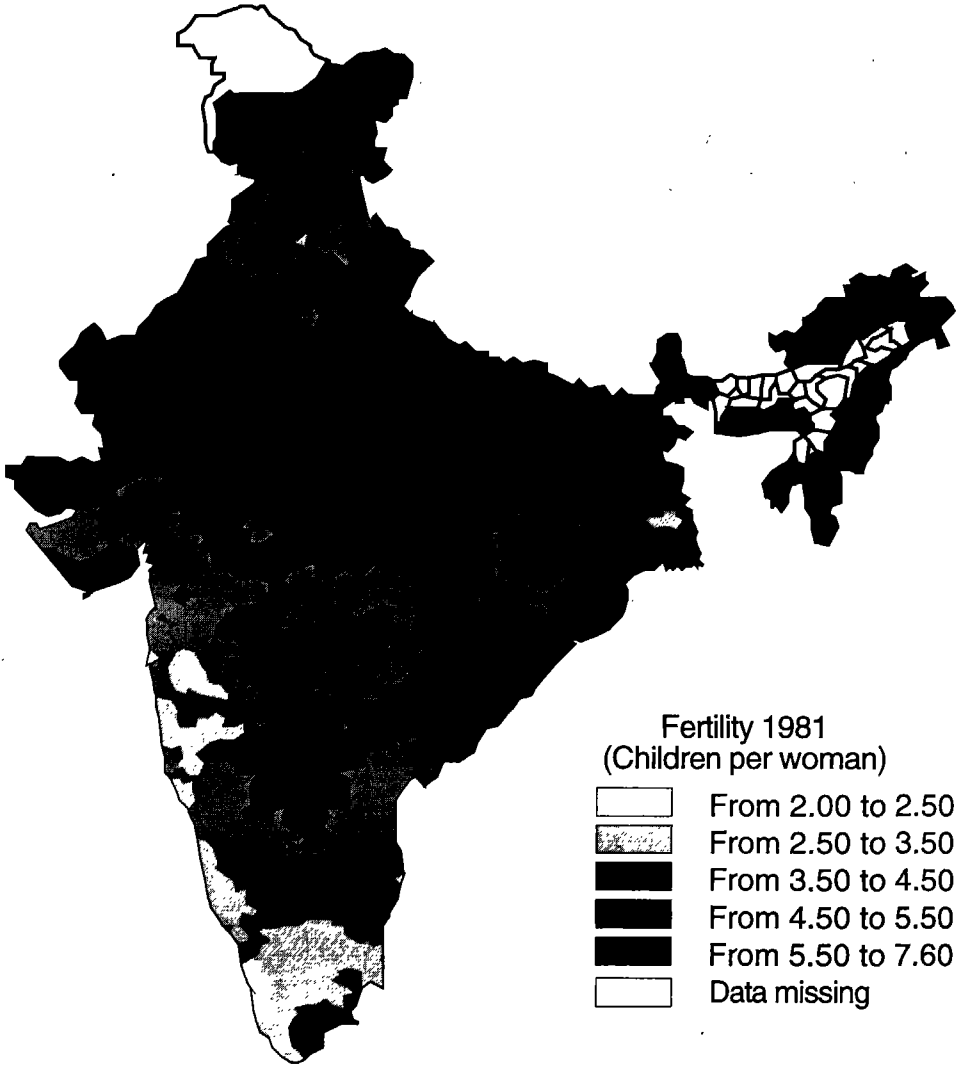 Fertility 1981
(Children per woman)
From 2.00 to 2.50
From 2.50 to 3.50
From 3.50 to 4.50
From 4.50 to 5.50
From 5.50 to 7.60
Data missing